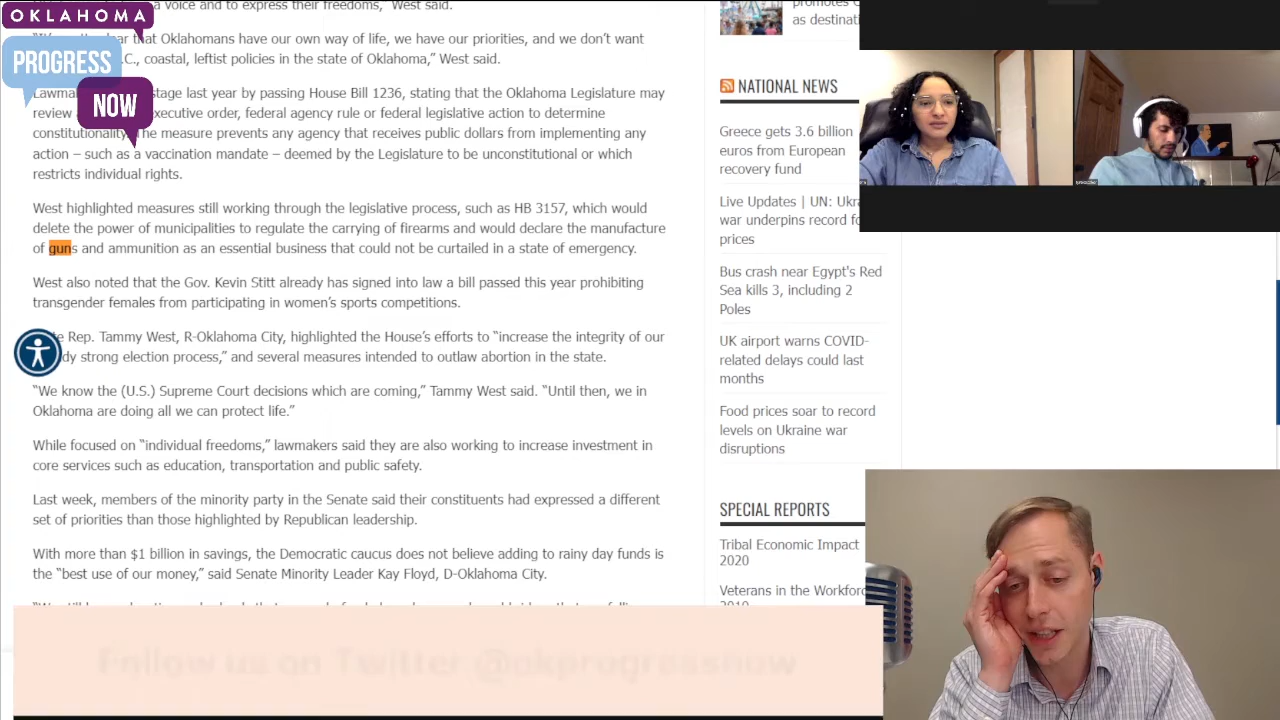 OKLAHOMA
PROGRESS
NOW
a voice and to express their freedoms,” West said.
that Oklahomans have our own way of life, we have our priorities, and we don’t want
coastal, leftist policies in the state of Oklahoma,” West said.
stage last year by passing House Bill 1236, stating that the Oklahoma Legislature may
review executive order, federal agency rule or federal legislative action to determine
constitutionality. The measure prevents any agency that receives public dollars from implementing any
action – such as a vaccination mandate – deemed by the Legislature to be unconstitutional or which
restricts individual rights.
West highlighted measures still working through the legislative process, such as HB 3157, which would
delete the power of municipalities to regulate the carrying of firearms and would declare the manufacture
of guns and ammunition as an essential business that could not be curtailed in a state of emergency.
West also noted that the Gov. Kevin Stitt already has signed into law a bill passed this year prohibiting
transgender females from participating in women’s sports competitions.
Rep. Tammy West, R-Oklahoma City, highlighted the House’s efforts to “increase the integrity of our
strong election process,” and several measures intended to outlaw abortion in the state.
“We know the (U.S.) Supreme Court decisions which are coming,” Tammy West said. “Until then, we in
Oklahoma are doing all we can protect life.”
While focused on “individual freedoms,” lawmakers said they are also working to increase investment in
core services such as education, transportation and public safety.
Last week, members of the minority party in the Senate said their constituents had expressed a different
set of priorities than those highlighted by Republican leadership.
With more than $1 billion in savings, the Democratic caucus does not believe adding to rainy day funds is
the “best use of our money,” said Senate Minority Leader Kay Floyd, D-Oklahoma City.
Follow us on Twitter @okprogressnow
promotes
as destinati
NATIONAL NEWS
Greece gets 3.6 billion
euros from European
recovery fund
Live Updates | UN: Ukra
war underpins record fo
prices
Bus crash near Egypt's Red
Sea kills 3, including 2
Poles
UK airport warns COVID-
related delays could last
months
Food prices soar to record
levels on Ukraine war
disruptions
SPECIAL REPORTS
Tribal Economic Impact
2020
Veterans in the Workforc